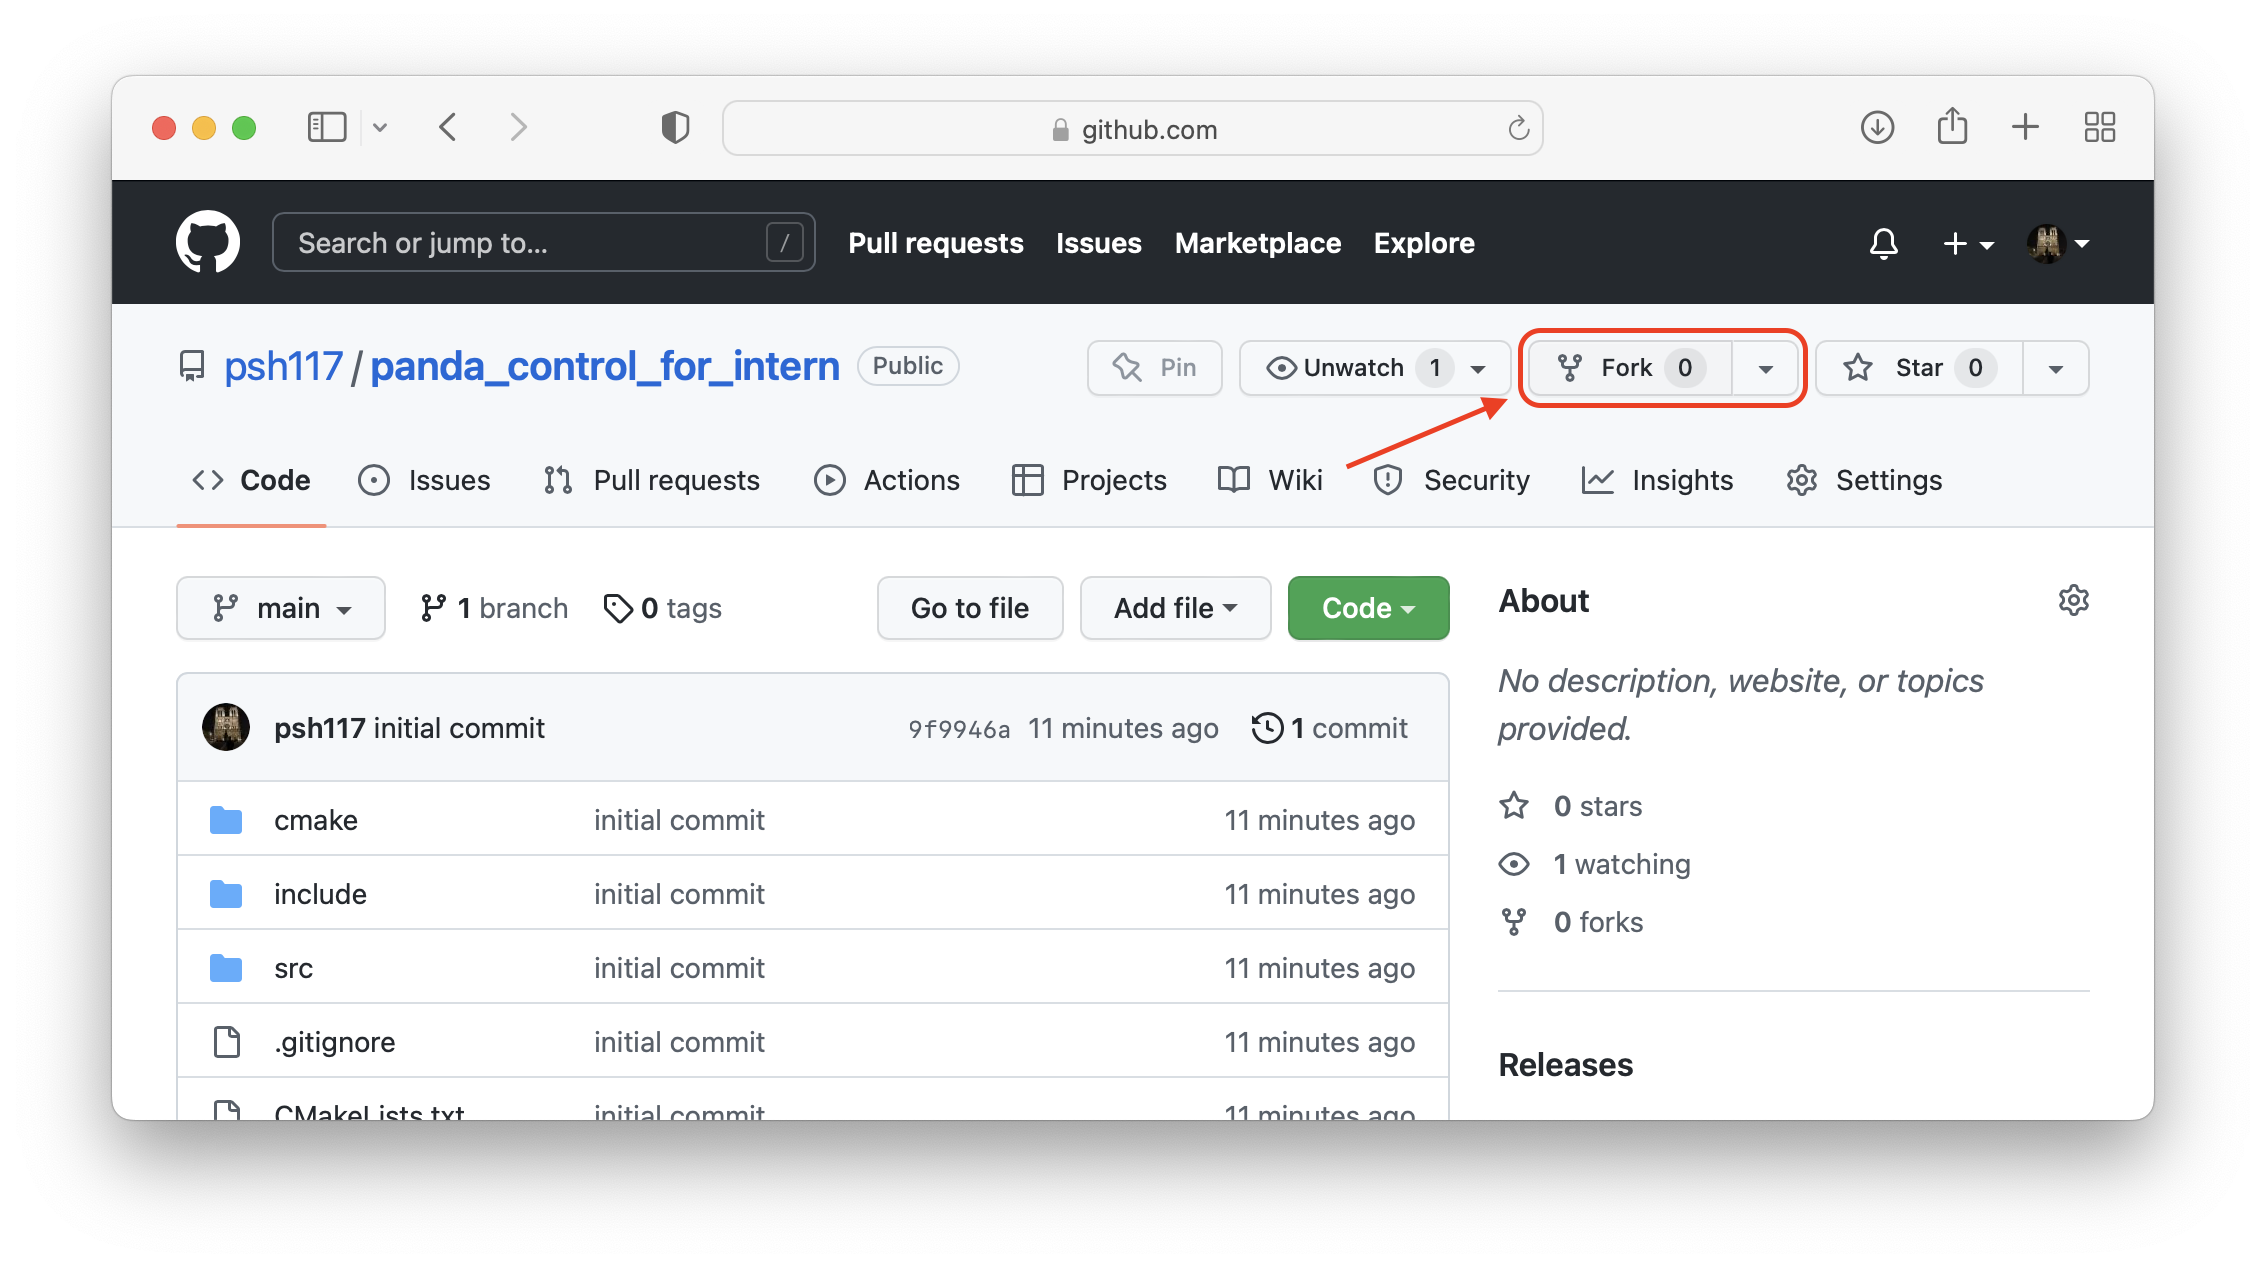 github.com
Search or jump to... /
Pull requests Issues Marketplace Explore
psh117 / panda_control_for_intern Public
Pin Unwatch 1 Fork 0 Star 0
Code Issues Pull requests Actions Projects Wiki Security Insights Settings
main 1 branch 0 tags Go to file Add file Code
psh117 initial commit 9f9946a 11 minutes ago 1 commit
cmake initial commit 11 minutes ago
include initial commit 11 minutes ago
src initial commit 11 minutes ago
.gitignore initial commit 11 minutes ago
CMakeLists.txt initial commit 11 minutes ago
About
No description, website, or topics
provided.
0 stars
1 watching
0 forks
Releases